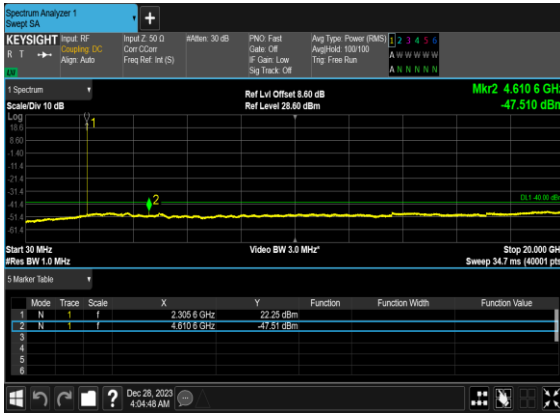 Spectrum Analyzer 1
Swept SA
+
KEYSIGHT Input: RF Input Z: 50 Ω #Atten: 30 dB PNO: Fast Avg Type: Power (RMS) 1 2 3 4 5 6
R T Coupling: DC Corr CCorr Gate: Off Avg|Hold: 100/100 A W W W W W
Align: Auto Freq Ref: Int (S) IF Gain: Low Trig: Free Run
Sig Track: Off A N N N N N
1 Spectrum Ref Lvl Offset 8.60 dB Mkr2 4.610 6 GHz
Scale/Div 10 dB Ref Level 28.60 dBm -47.510 dBm
Log
18.6
8.60
-1.40
-11.4
-21.4
-31.4
-41.4
-51.4
-61.4
1
2
DL1 -40.00 dBm
Start 30 MHz Video BW 3.0 MHz* Stop 20.000 GHz
#Res BW 1.0 MHz Sweep 34.7 ms (40001 pts)
5 Marker Table
Mode Trace Scale X Y Function Function Width Function Value
1 N 1 f 2.305 6 GHz 22.25 dBm
2 N 1 f 4.610 6 GHz -47.51 dBm
3
4
5
6
? Dec 28, 2023
4:04:48 AM